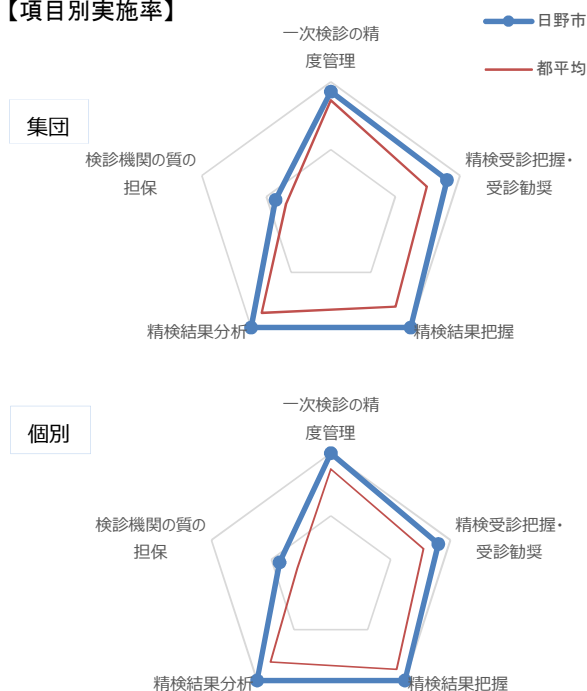 【項目別実施率】
日野市
都平均
集団
一次検診の精
度管理
精検受診把握・
受診勧奨
精検結果把握
精検結果分析
検診機関の質の
担保
個別
一次検診の精
度管理
精検受診把握・
受診勧奨
精検結果把握
精検結果分析
検診機関の質の
担保